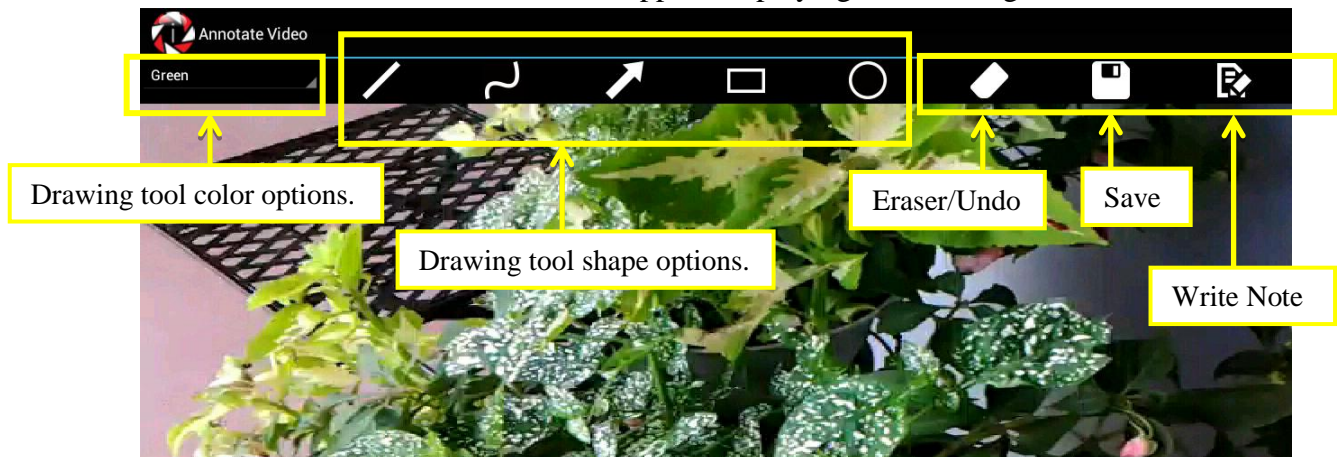 Annotate Video
Green
Drawing tool color options.
Drawing tool shape options.
Eraser/Undo
Save
Write Note